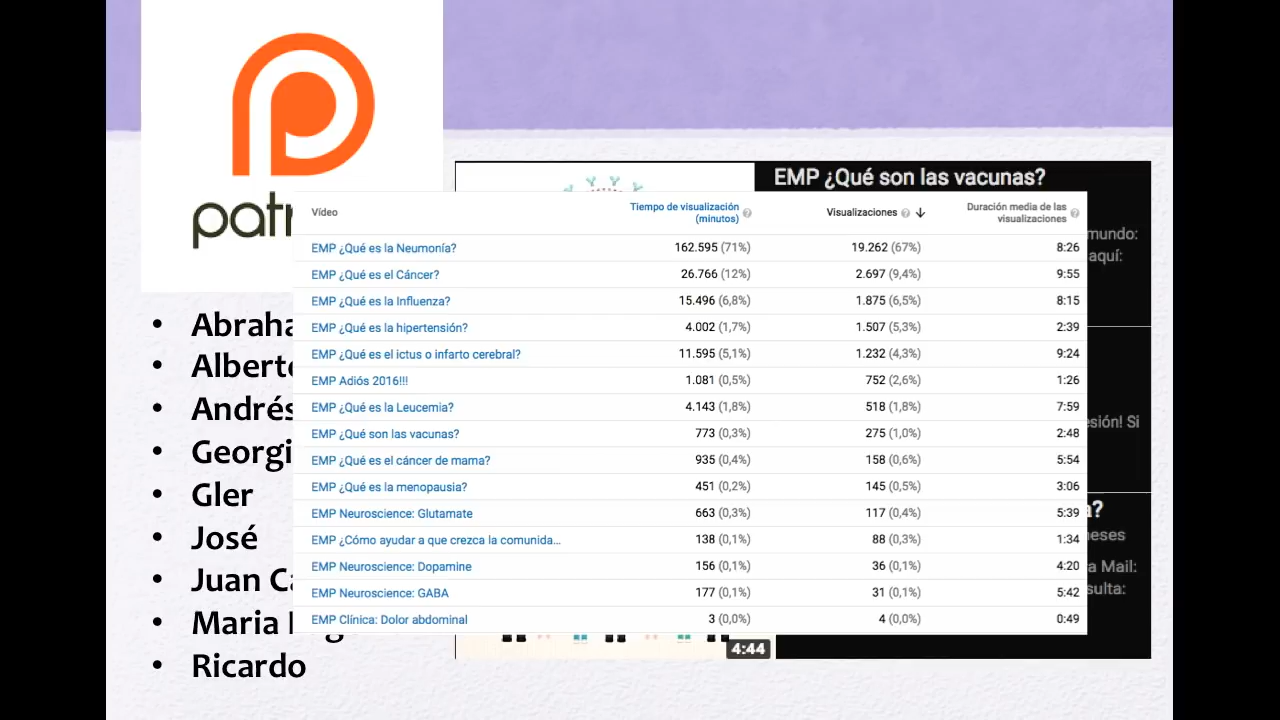 EMP ¿Qué son las vacunas?
Vídeo Tiempo de visualización (minutos) Visualizaciones Duración media de las visualizaciones
EMP ¿Qué es la Neumonía? 162.595 (71%) 19.262 (67%) 8:26
EMP ¿Qué es el Cáncer? 26.766 (12%) 2.697 (9,4%) 9:55
EMP ¿Qué es la Influenza? 15.496 (6,8%) 1.875 (6,5%) 8:15
EMP ¿Qué es la hipertensión? 4.002 (1,7%) 1.507 (5,3%) 2:39
EMP ¿Qué es el ictus o infarto cerebral? 11.595 (5,1%) 1.232 (4,3%) 9:24
EMP Adiós 2016!!! 1.081 (0,5%) 752 (2,6%) 1:26
EMP ¿Qué es la Leucemia? 4.143 (1,8%) 518 (1,8%) 7:59
EMP ¿Qué son las vacunas? 773 (0,3%) 275 (1,0%) 2:48
EMP ¿Qué es el cáncer de mama? 935 (0,4%) 158 (0,6%) 5:54
EMP ¿Qué es la menopausia? 451 (0,2%) 145 (0,5%) 3:06
EMP Neuroscience: Glutamate 663 (0,3%) 117 (0,4%) 5:39
EMP ¿Cómo ayudar a que crezca la comunida... 138 (0,1%) 88 (0,3%) 1:34
EMP Neuroscience: Dopamine 156 (0,1%) 36 (0,1%) 4:20
EMP Neuroscience: GABA 177 (0,1%) 31 (0,1%) 5:42
EMP Clínica: Dolor abdominal 3 (0,0%) 4 (0,0%) 0:49
mundo:
aquí:
Si
a Mail:
4:44
• Gler
• José
• Juan
• Maria
• Ricardo